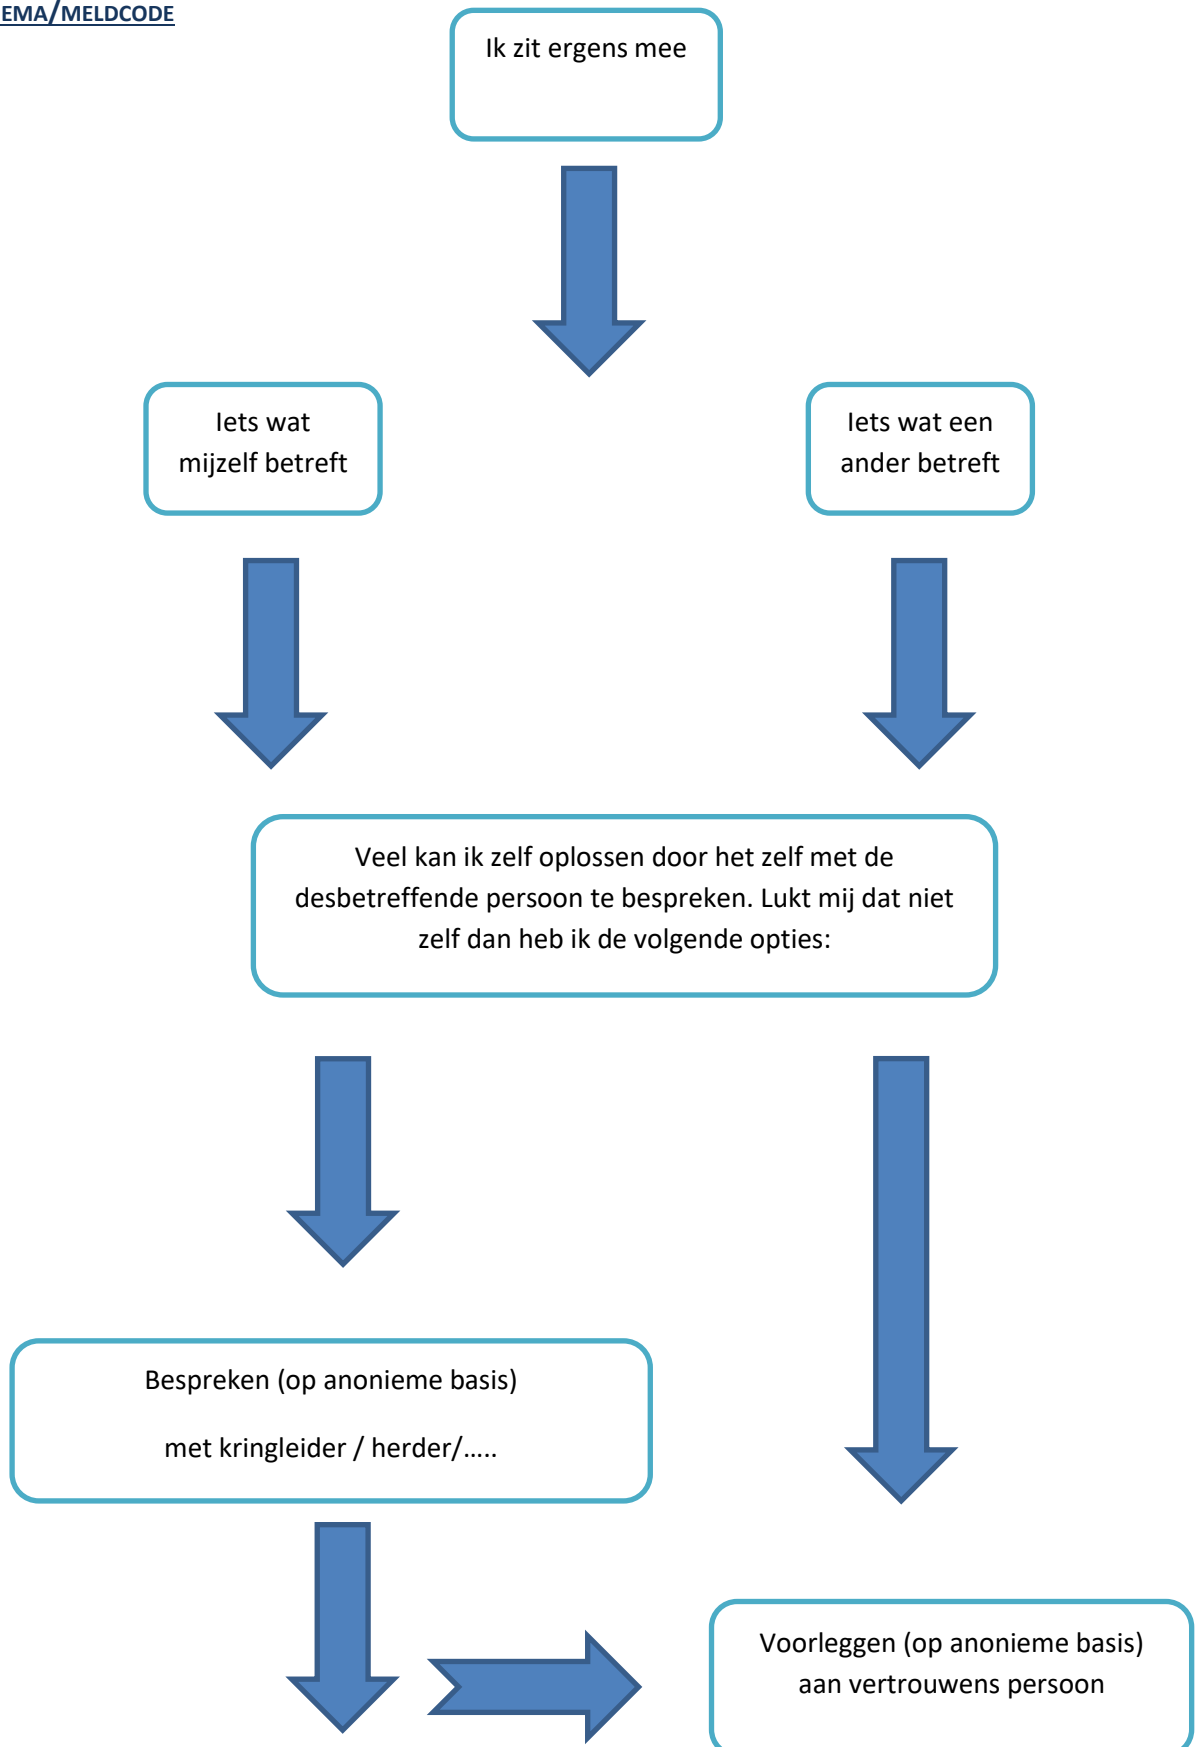 EMA/MELDCODE
Ik zit ergens mee
Iets wat
mijzelf betreft
Iets wat een
ander betreft
Veel kan ik zelf oplossen door het zelf met de
desbetreffende persoon te bespreken. Lukt mij dat niet
zelf dan heb ik de volgende opties:
Bespreken (op anonieme basis)
met kringleider / herder/…..
Voorleggen (op anonieme basis)
aan vertrouwens persoon